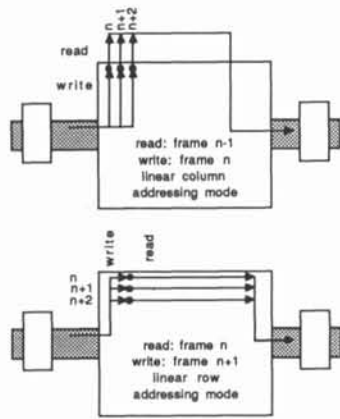 n
n+1
n+2
read
write
read: frame n-1
write: frame n
linear column
addressing mode
write
read
n
n+1
n+2
read: frame n
write: frame n+1
linear row
addressing mode